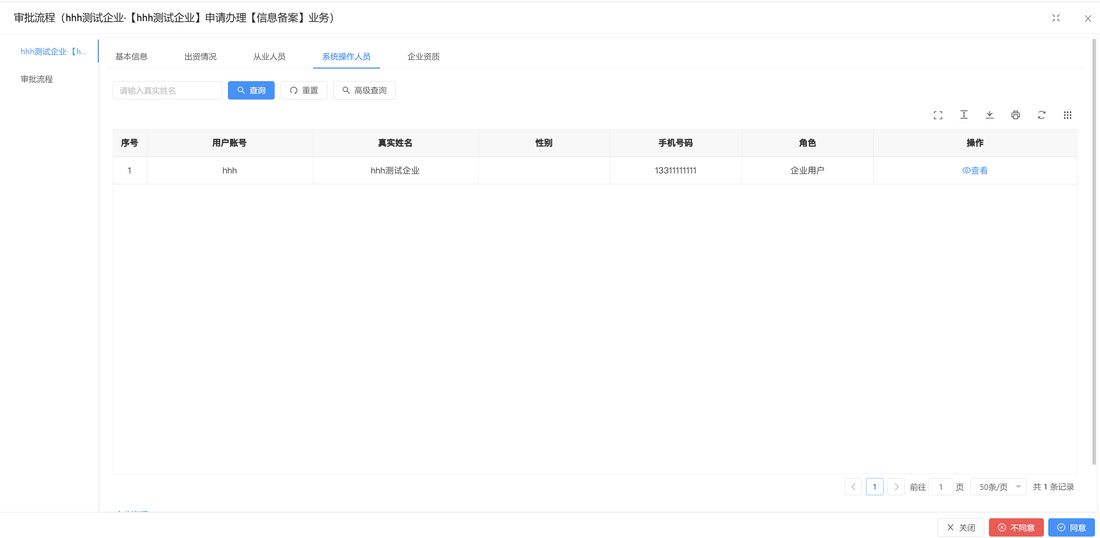 审批流程（hhh测试企业·【hhh测试企业】申请办理【信息备案】业务）
hhh测试企业·【h...
审批流程
基本信息 出资情况 从业人员 系统操作人员 企业资质
请输入真实姓名 查询 重置 高级查询
序号 用户账号 真实姓名 性别 手机号码 角色 操作
1 hhh hhh测试企业 13311111111 企业用户 查看
1 前往 1 页 50条/页 共 1 条记录
关闭 不同意 同意